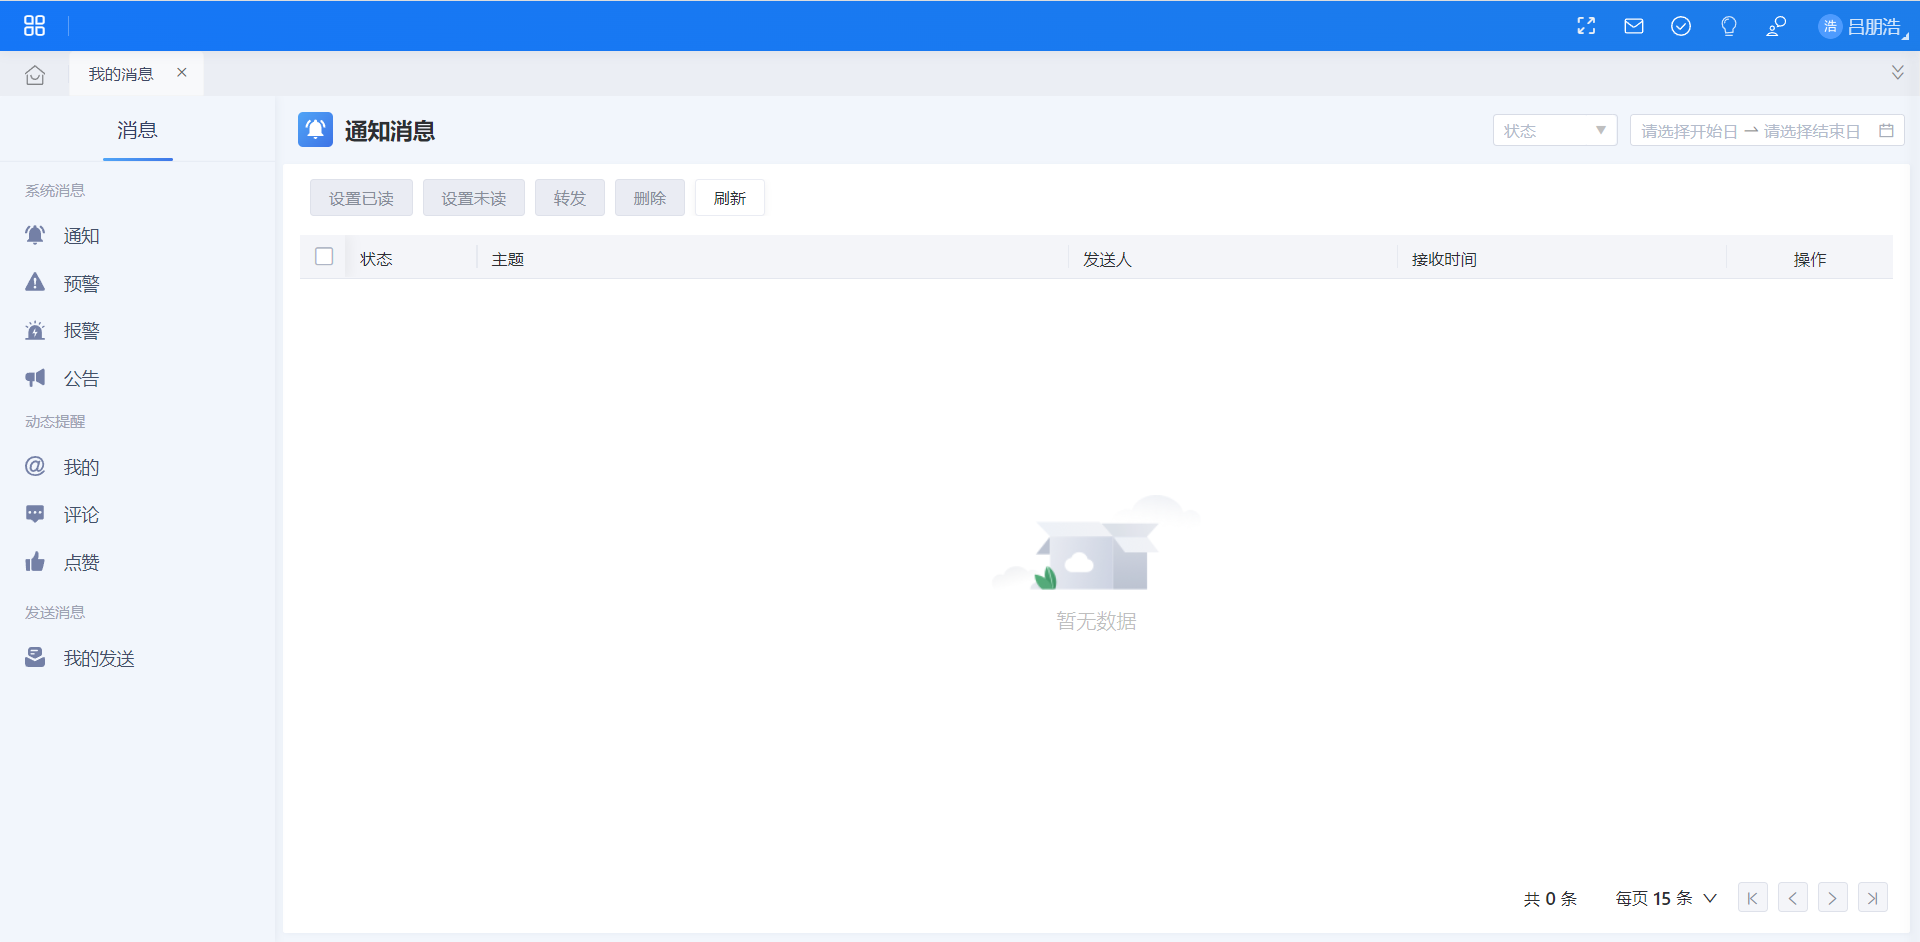 浩 吕朋浩
我的消息
消息
通知消息
状态
请选择开始日 请选择结束日
系统消息
通知
预警
报警
公告
动态提醒
@ 我的
评论
点赞
发送消息
我的发送
设置已读 设置未读 转发 删除 刷新
状态 主题 发送人 接收时间 操作
暂无数据
共 0 条 每页 15 条